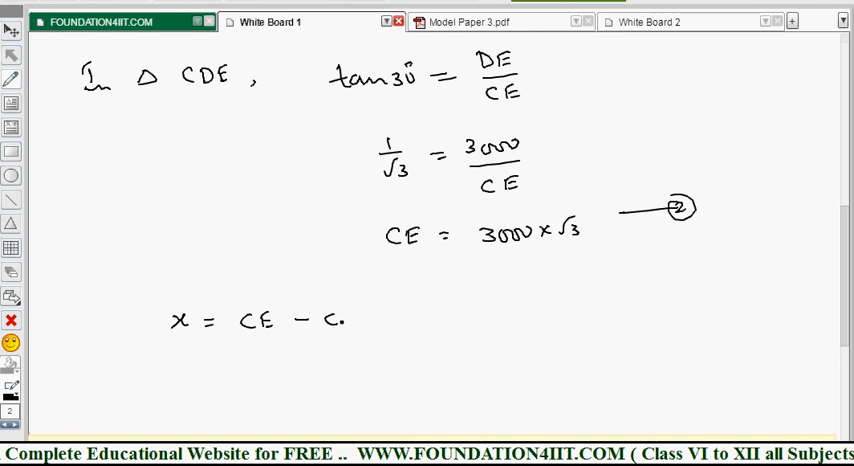 FOUNDATION4IIT.COM White Board 1 Model Paper 3.pdf White Board 2
In △ CDE, tan30° = DE/CE
1/√3 = 3000/CE
CE = 3000 × √3 ——②
x = CE − C
2
Complete Educational Website for FREE .. WWW.FOUNDATION4IIT.COM ( Class VI to XII all Subjects